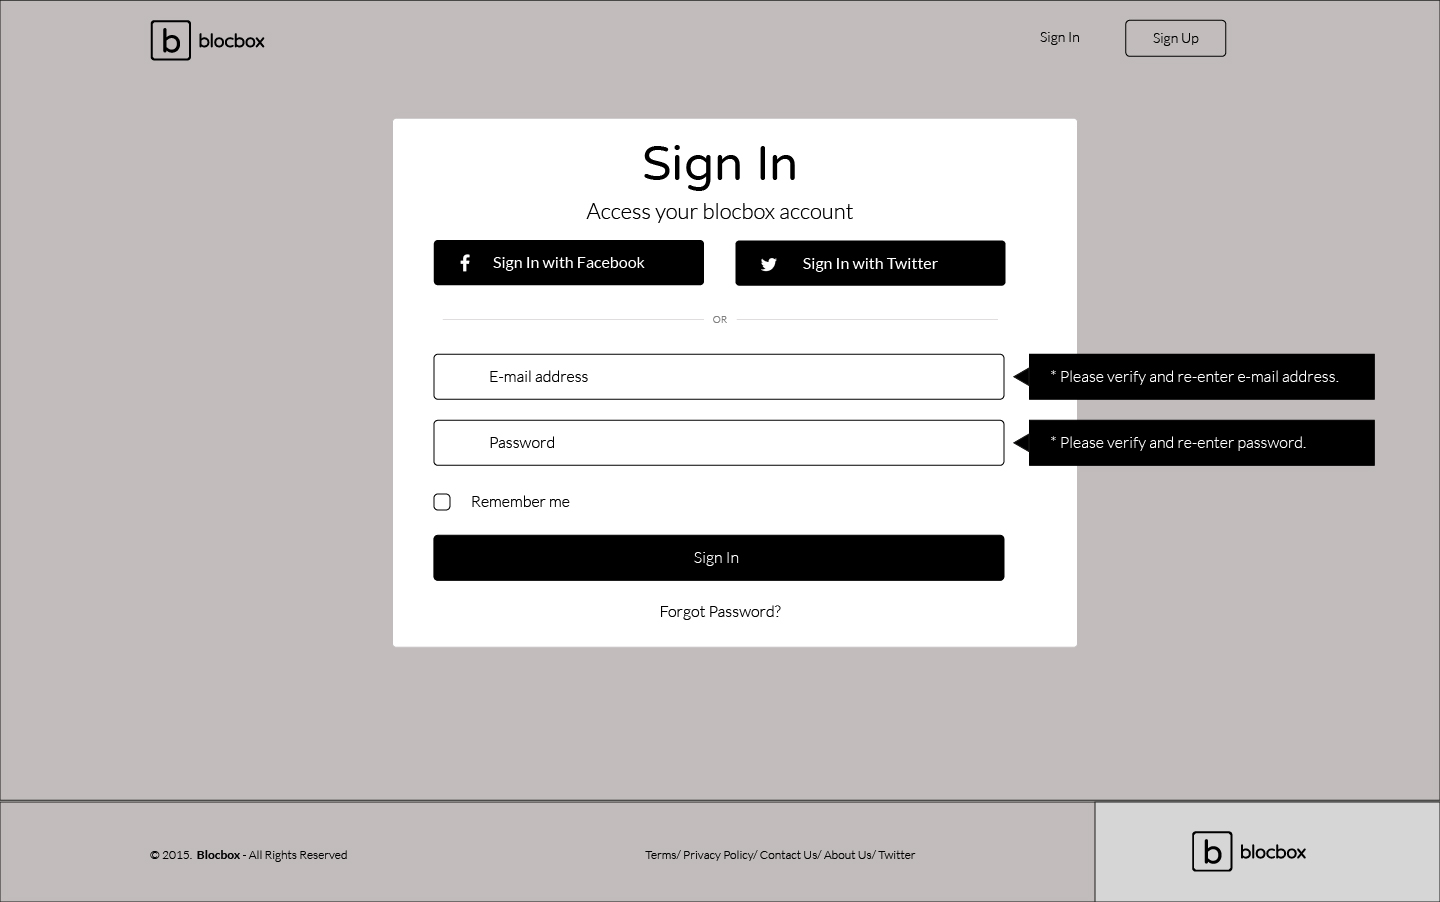 b blocbox
Sign In
Sign Up
Sign In
Access your blocbox account
Sign In with Facebook
Sign In with Twitter
OR
E-mail address
* Please verify and re-enter e-mail address.
Password
* Please verify and re-enter password.
Remember me
Sign In
Forgot Password?
© 2015. Blocbox - All Rights Reserved
Terms/ Privacy Policy/ Contact Us/ About Us/ Twitter
b blocbox